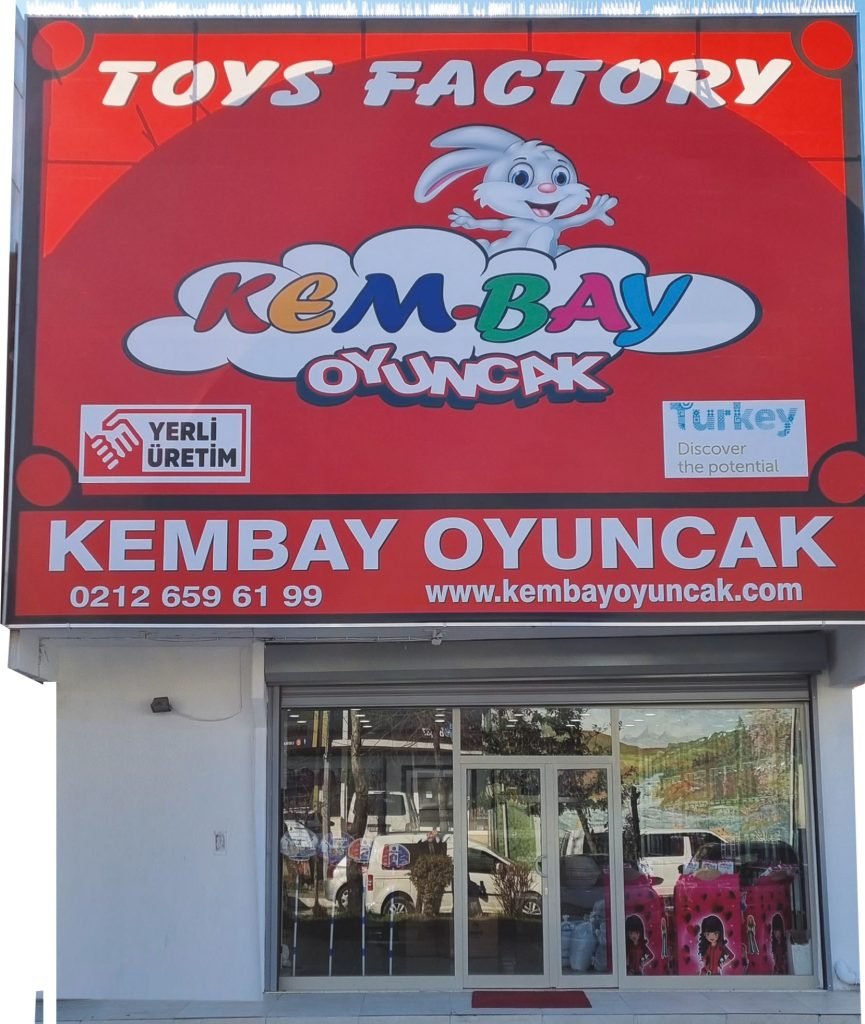 TOYS FACTORY
KEM-BAY
OYUNCAK
YERLİ
ÜRETİM
Turkey
Discover
the potential
KEMBAY OYUNCAK
0212 659 61 99
www.kembayoyuncak.com